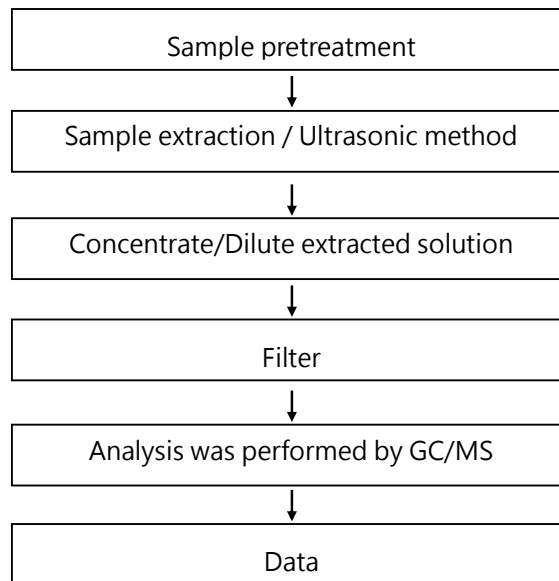 Sample pretreatment
Sample extraction / Ultrasonic method
Concentrate/Dilute extracted solution
Filter
Analysis was performed by GC/MS
Data